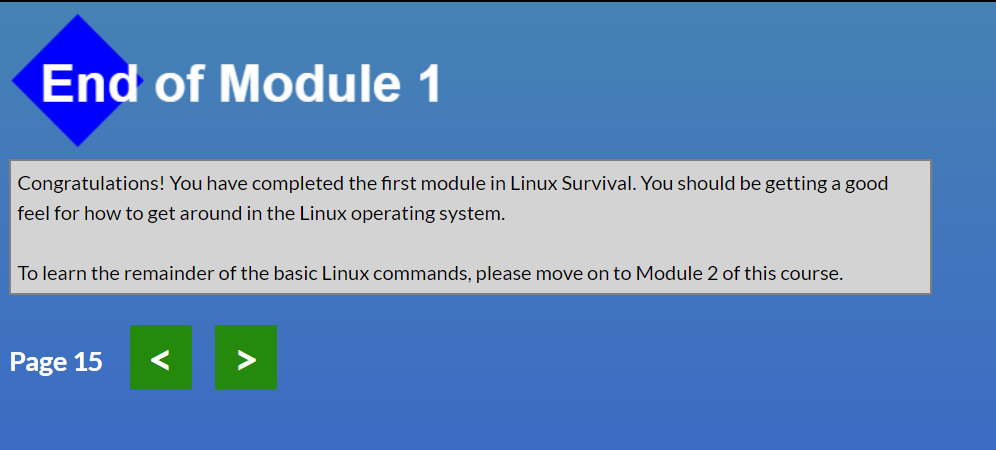 End of Module 1
Congratulations! You have completed the first module in Linux Survival. You should be getting a good
feel for how to get around in the Linux operating system.
To learn the remainder of the basic Linux commands, please move on to Module 2 of this course.
Page 15 < >